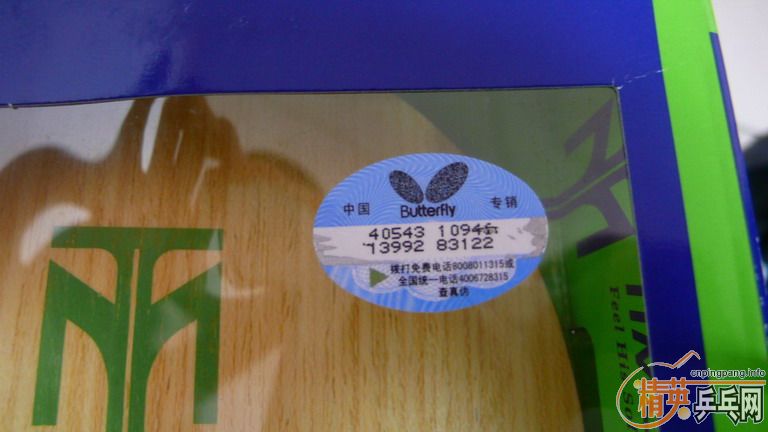 中国 Butterfly 专销
40543 1094
13992 83122
拨打免费电话8008011315或
全国统一电话4006728315
查真伪
Feel
cnpingpang.info
精英乒乓网